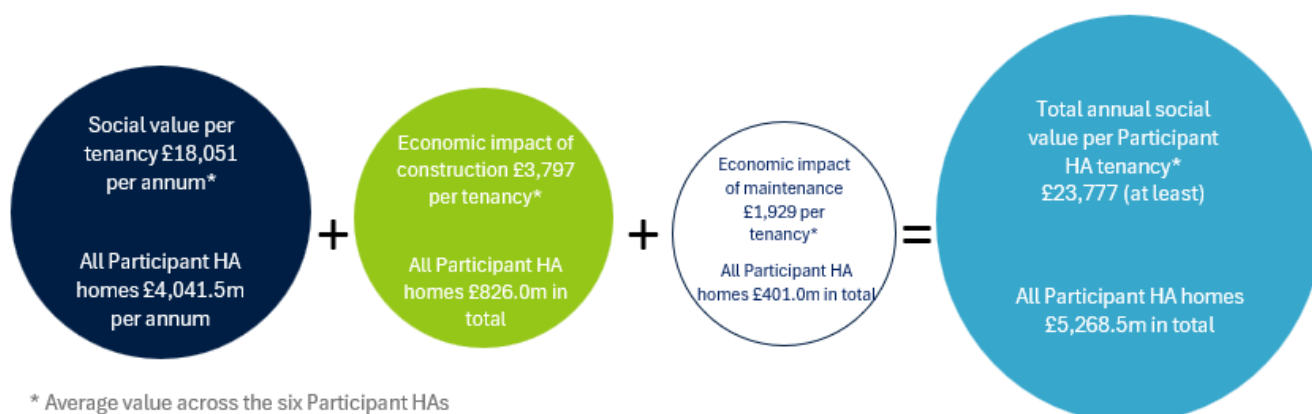 Social value per
tenancy £18,051
per annum*
All Participant HA
homes £4,041.5m
per annum
+
Economic impact of
construction £3,797
per tenancy*
All Participant HA
homes £826.0m in
total
+
Economic impact
of maintenance
£1,929 per
tenancy*
All Participant HA
homes £401.0m in total
=
Total annual social
value per Participant
HA tenancy*
£23,777 (at least)
All Participant HA homes
£5,268.5m in total
* Average value across the six Participant HAs